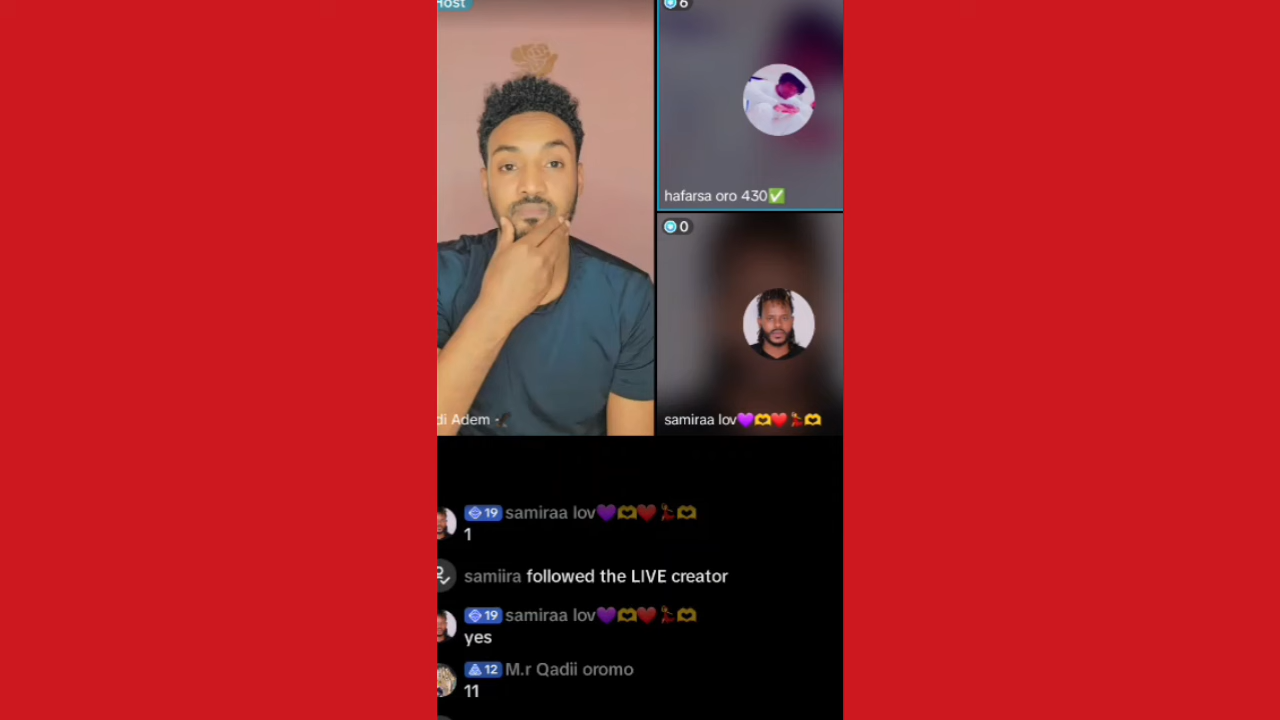 Host
6
hafarsa oro 430✅
0
di Adem -
samiraa lov💜🫶❤️💃🫶
19 samiraa lov💜🫶❤️💃🫶
1
samiira followed the LIVE creator
19 samiraa lov💜🫶❤️💃🫶
yes
12 M.r Qadii oromo
11